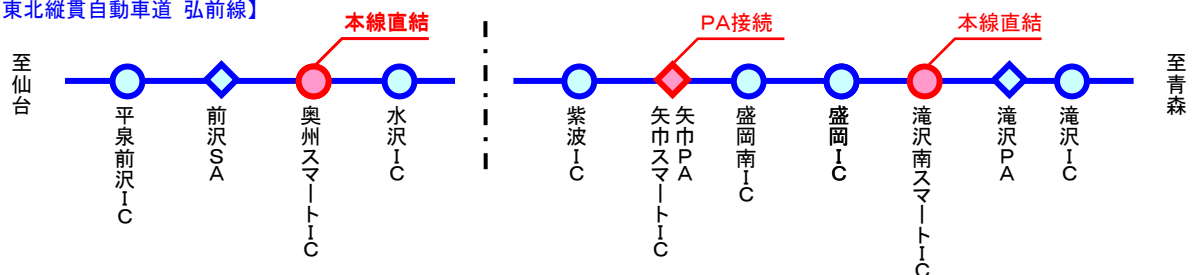 東北縦貫自動車道 弘前線】
本線直結
PA接続
本線直結
至仙台
平泉前沢IC
前沢SA
奥州スマートIC
水沢IC
紫波IC
矢巾PA
矢巾スマートIC
盛岡南IC
盛岡IC
滝沢南スマートIC
滝沢PA
滝沢IC
至青森